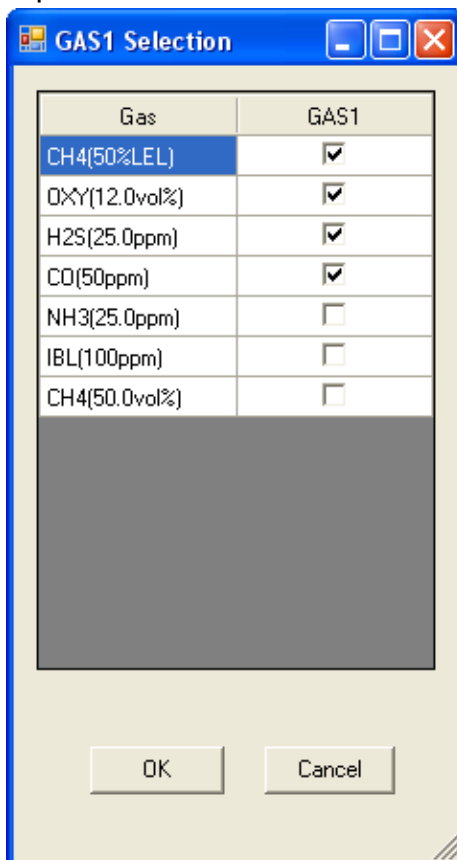 GAS1 Selection
Gas GAS1
CH4(50%LEL)
OXY(12.0vol%)
H2S(25.0ppm)
CO(50ppm)
NH3(25.0ppm)
IBL(100ppm)
CH4(50.0vol%)
OK Cancel